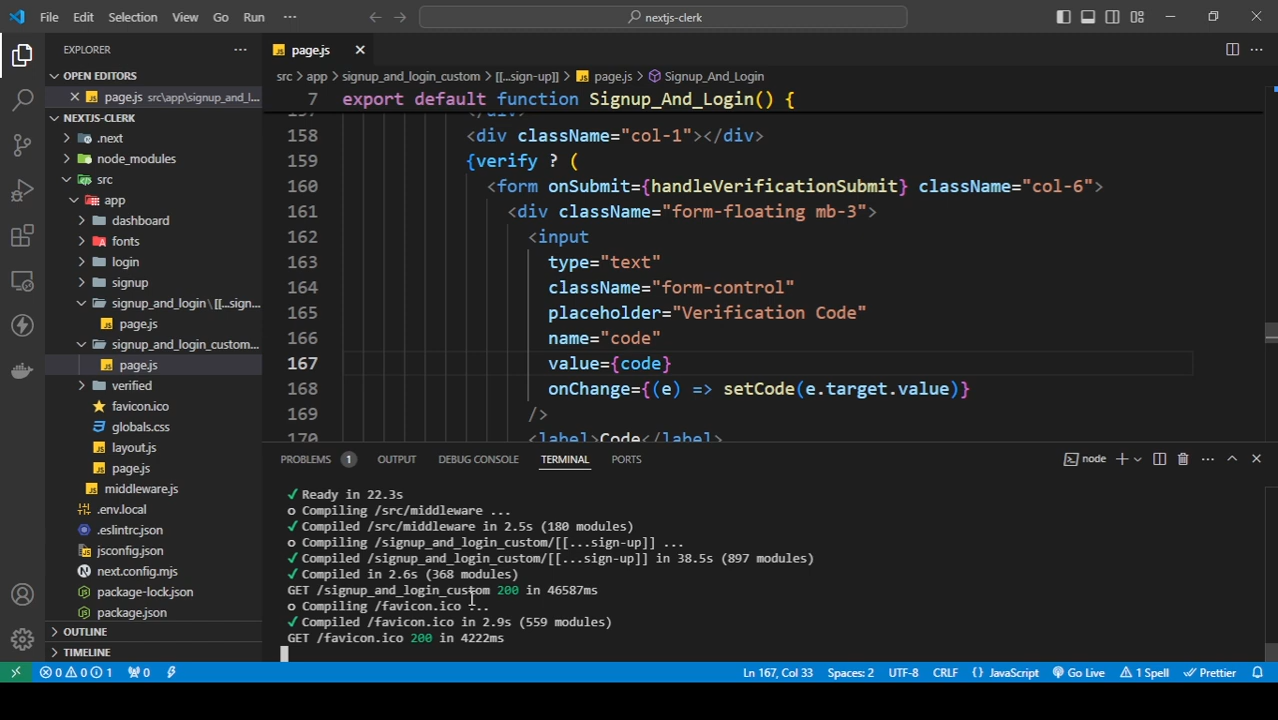 File Edit Selection View Go Run ··· nextjs-clerk
EXPLORER ···
OPEN EDITORS
page.js src\app\signup_and_l...
NEXTJS-CLERK
.next
node_modules
src
app
dashboard
fonts
login
signup
signup_and_login\[[...sign...
page.js
signup_and_login_custom...
page.js
verified
favicon.ico
globals.css
layout.js
page.js
middleware.js
.env.local
.eslintrc.json
jsconfig.json
next.config.mjs
package-lock.json
package.json
OUTLINE
TIMELINE
page.js
src > app > signup_and_login_custom > [[...sign-up]] > page.js > Signup_And_Login
7 export default function Signup_And_Login() {
157 </div>
158 <div className="col-1"></div>
159 {verify ? (
160 <form onSubmit={handleVerificationSubmit} className="col-6">
161 <div className="form-floating mb-3">
162 <input
163 type="text"
164 className="form-control"
165 placeholder="Verification Code"
166 name="code"
167 value={code}
168 onChange={(e) => setCode(e.target.value)}
169 />
170 <label>Code</label>
PROBLEMS 1 OUTPUT DEBUG CONSOLE TERMINAL PORTS node
✓ Ready in 22.3s
o Compiling /src/middleware ...
✓ Compiled /src/middleware in 2.5s (180 modules)
o Compiling /signup_and_login_custom/[[...sign-up]] ...
✓ Compiled /signup_and_login_custom/[[...sign-up]] in 38.5s (897 modules)
✓ Compiled in 2.6s (368 modules)
GET /signup_and_login_custom 200 in 46587ms
o Compiling /favicon.ico ...
✓ Compiled /favicon.ico in 2.9s (559 modules)
GET /favicon.ico 200 in 4222ms
0 0 1 0 Ln 167, Col 33 Spaces: 2 UTF-8 CRLF {} JavaScript Go Live 1 Spell Prettier